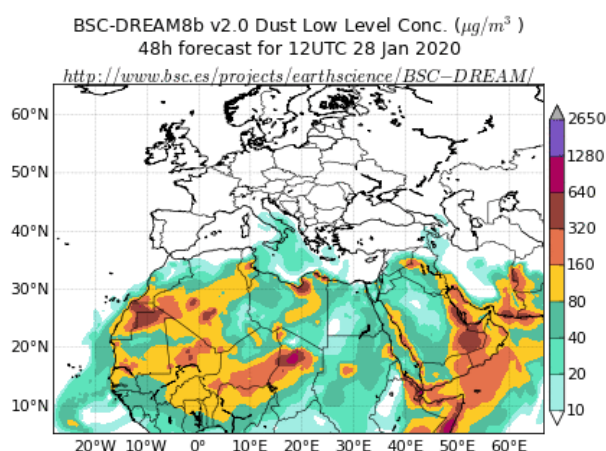 BSC-DREAM8b v2.0 Dust Low Level Conc. (μg/m³ )
48h forecast for 12UTC 28 Jan 2020
http://www.bsc.es/projects/earthscience/BSC−DREAM/
60°N
50°N
40°N
30°N
20°N
10°N
20°W 10°W 0° 10°E 20°E 30°E 40°E 50°E 60°E
2650
1280
640
320
160
80
40
20
10